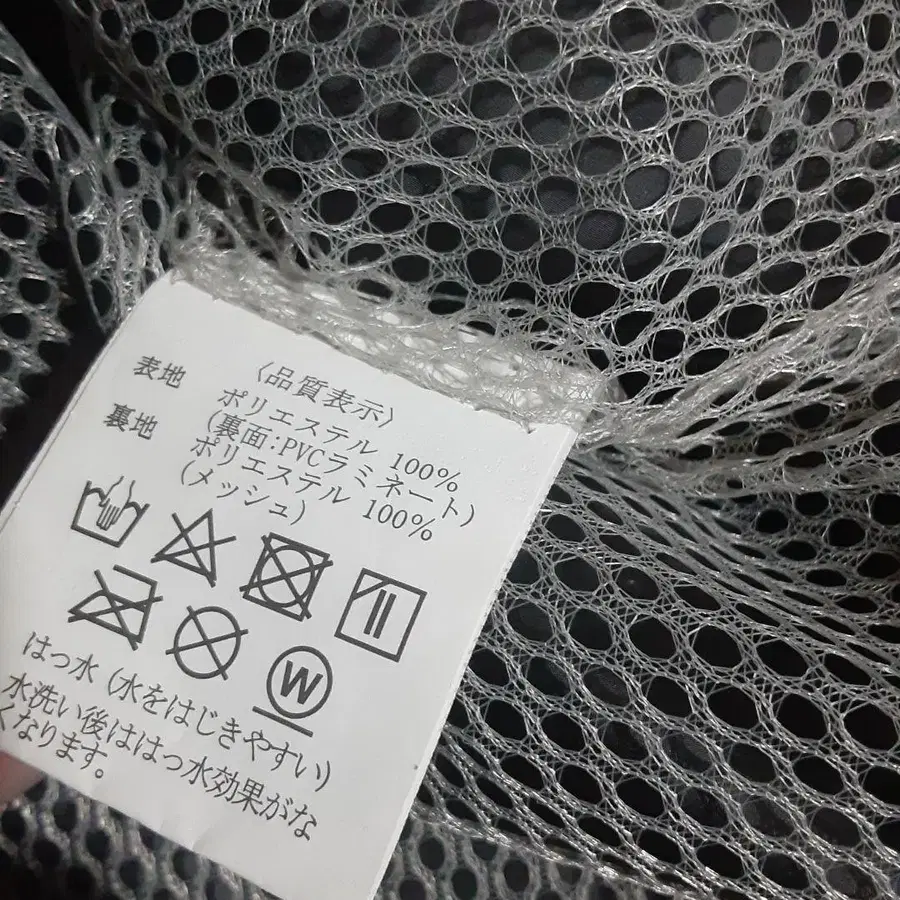 〈品質表示〉
表地 ポリエステル 100%
(裏面:PVCラミネート)
裏地 ポリエステル 100%
(メッシュ)
W
はっ水 (水をはじきやすい)
水洗い後ははっ水効果がな
くなります。